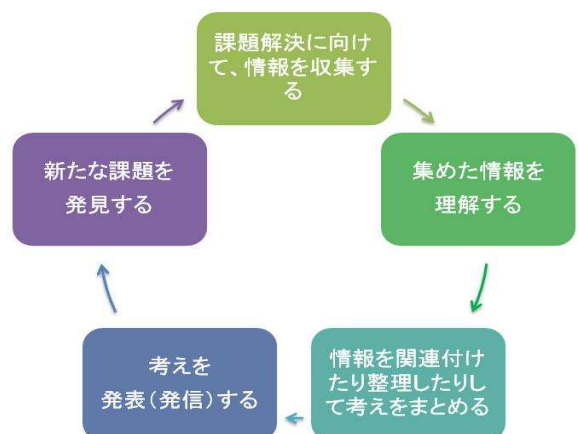 課題解決に向け
て、情報を収集す
る
集めた情報を
理解する
情報を関連付け
たり整理したりし
て考えをまとめる
考えを
発表(発信)する
新たな課題を
発見する